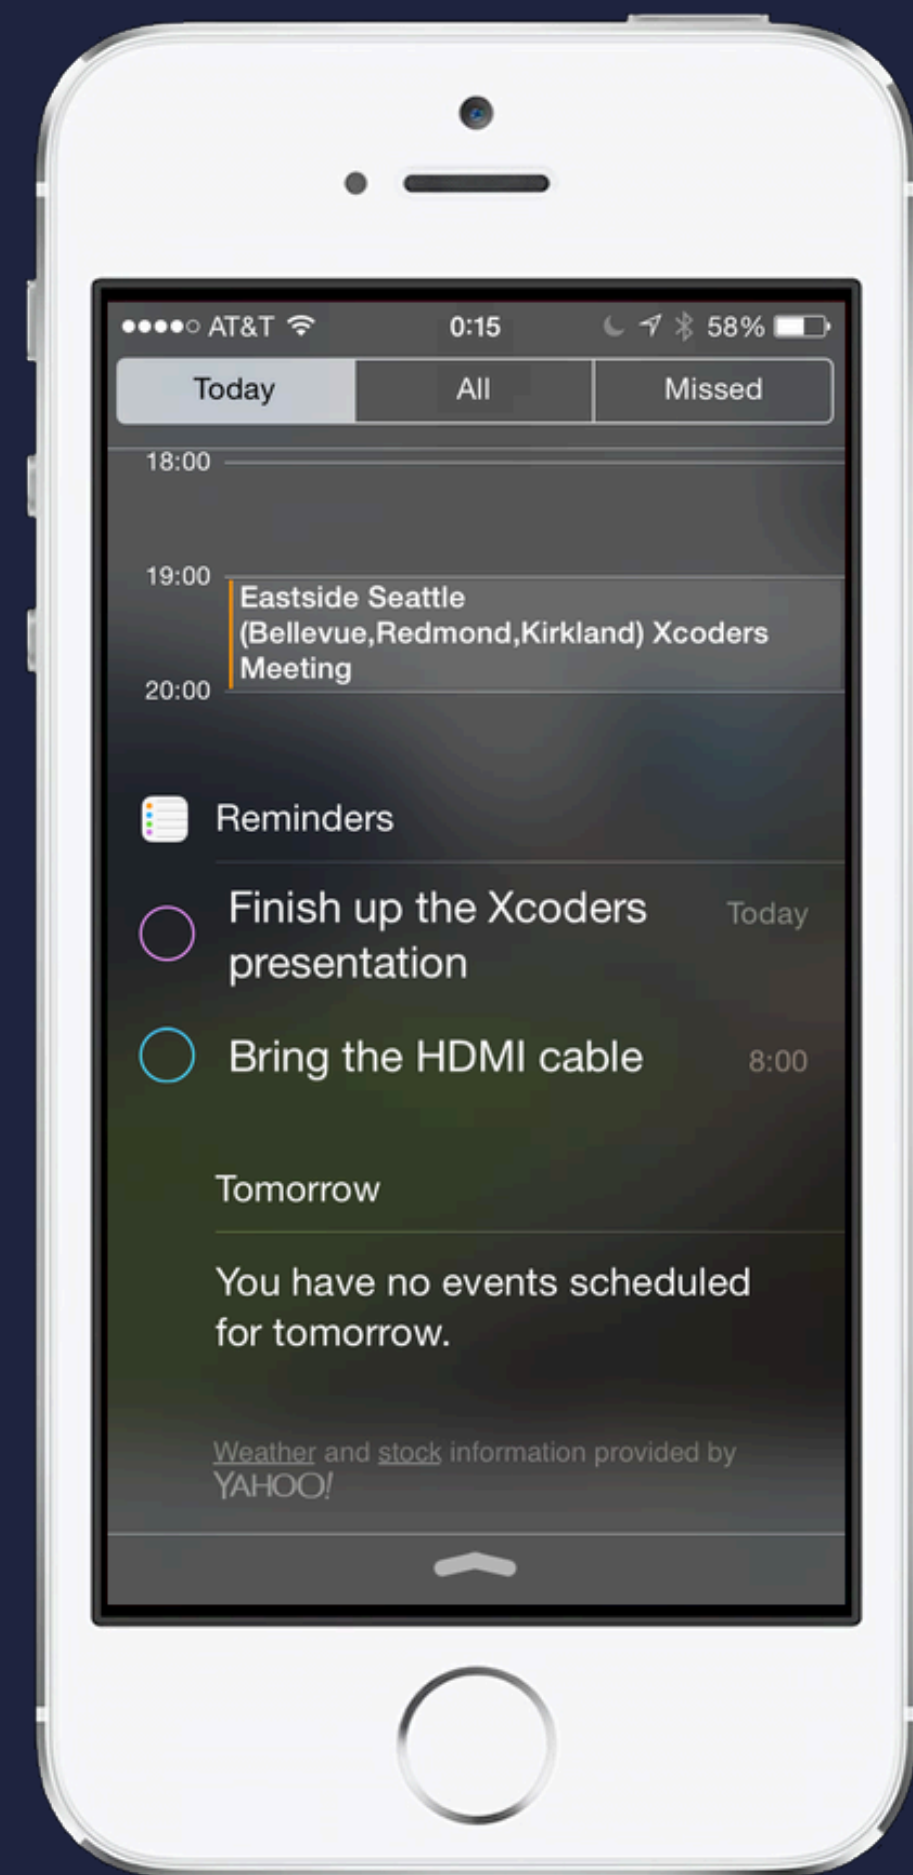 AT&T 0:15 58%
Today All Missed
18:00
19:00
Eastside Seattle
(Bellevue,Redmond,Kirkland) Xcoders
Meeting
20:00
Reminders
Finish up the Xcoders Today
presentation
Bring the HDMI cable 8:00
Tomorrow
You have no events scheduled
for tomorrow.
Weather and stock information provided by
YAHOO!